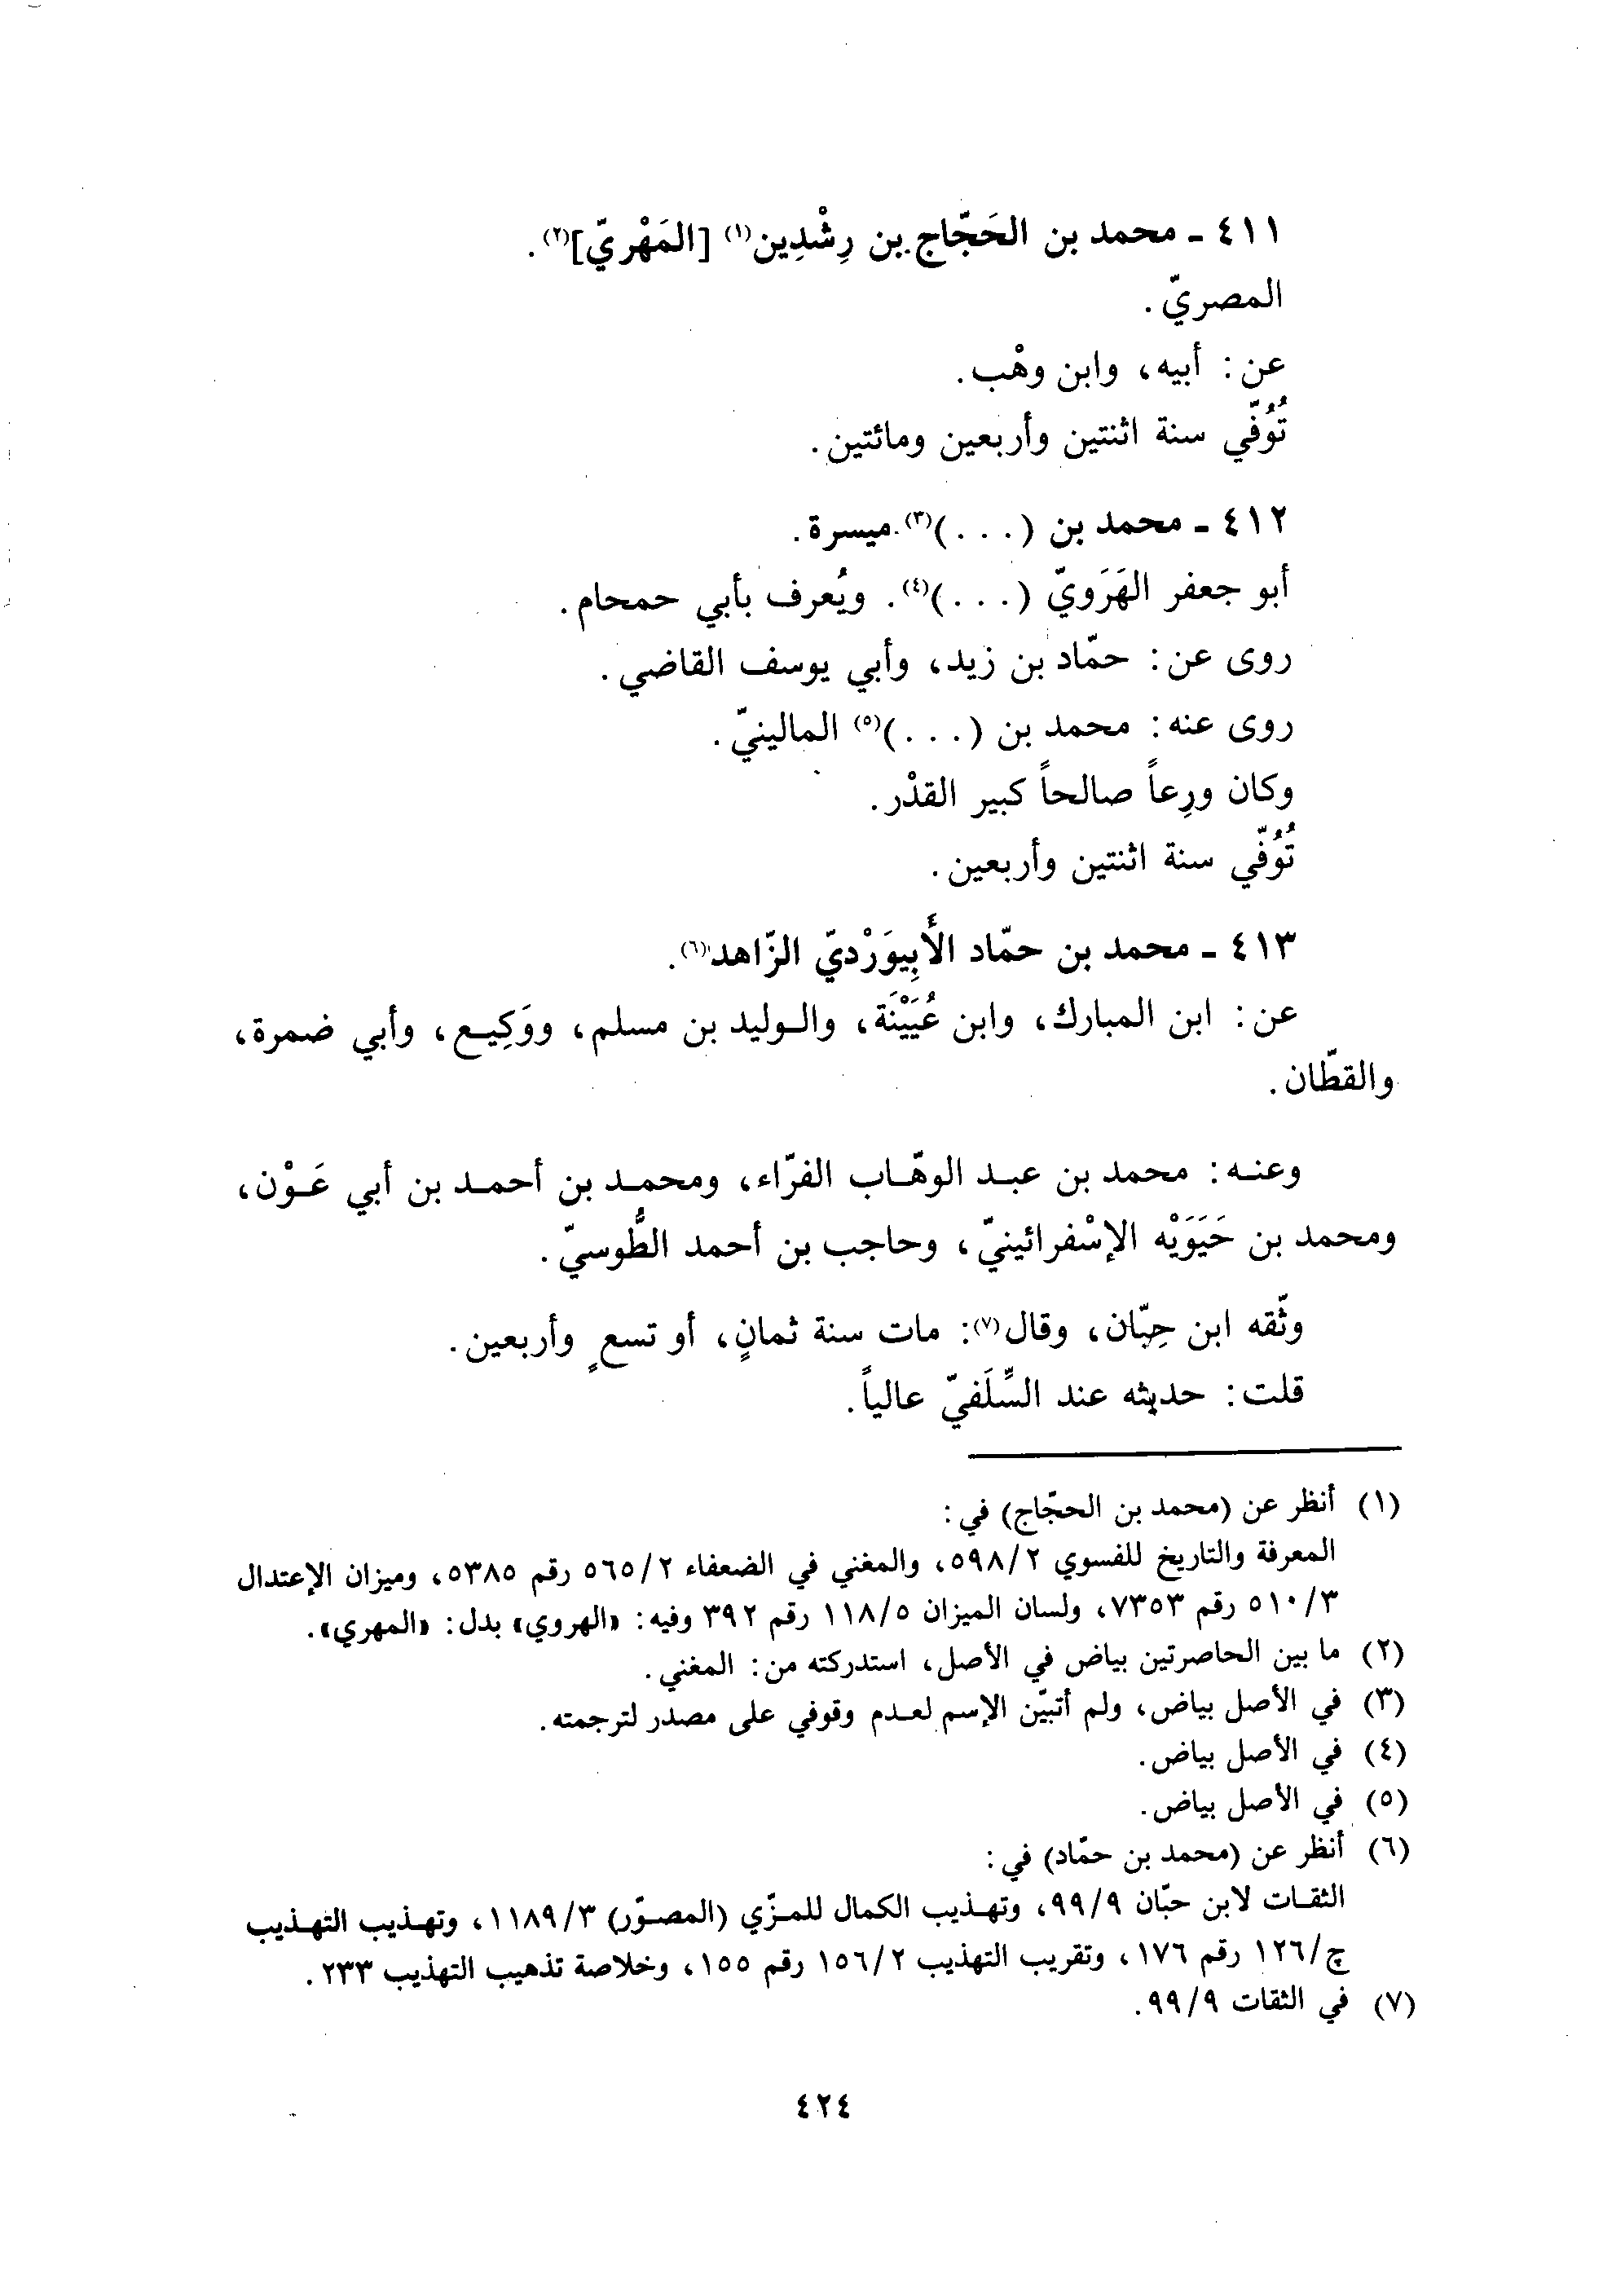 ٤١١ ـ محمد بن الحَجّاج بن رِشْدِين(١) [المَهْريّ](٢).
المصريّ.
عن: أبيه، وابن وهْب.
تُوُفّي سنة اثنتين وأربعين ومائتين.
٤١٢ ـ محمد بن (...)(٣) ميسرة.
أبو جعفر الهَرَويّ (...)(٤). ويُعرف بأبي حمحام.
روى عن: حمّاد بن زيد، وأبي يوسف القاضي.
روى عنه: محمد بن (...)(٥) المالينيّ.
وكان ورِعاً صالحاً كبير القدْر.
تُوُفّي سنة اثنتين وأربعين.
٤١٣ ـ محمد بن حمّاد الأَبِيوَرْديّ الزّاهد(٦).
عن: ابن المبارك، وابن عُيَيْنَة، والوليد بن مسلم، ووَكِيع، وأبي ضمرة،
والقطّان.
وعنه: محمد بن عبد الوهّاب الفرّاء، ومحمد بن أحمد بن أبي عَوْن،
ومحمد بن حَيَوَيْه الإسْفرائينيّ، وحاجب بن أحمد الطُّوسيّ.
وثّقه ابن حِبّان، وقال(٧): مات سنة ثمانٍ، أو تسعٍ وأربعين.
قلت: حديثه عند السِّلَفيّ عالياً.
(١) أنظر عن (محمد بن الحجّاج) في:
المعرفة والتاريخ للفسوي ٥٩٨/٢، والمغني في الضعفاء ٥٦٥/٢ رقم ٥٣٨٥، وميزان الإعتدال
٥١٠/٣ رقم ٧٣٥٣، ولسان الميزان ١١٨/٥ رقم ٣٩٢ وفيه: «الهروي» بدل: «المهري».
(٢) ما بين الحاصرتين بياض في الأصل، استدركته من: المغني.
(٣) في الأصل بياض، ولم أتبيّن الإسم لعدم وقوفي على مصدر لترجمته.
(٤) في الأصل بياض.
(٥) في الأصل بياض.
(٦) أنظر عن (محمد بن حمّاد) في:
الثقات لابن حبّان ٩٩/٩، وتهذيب الكمال للمزّي (المصوّر) ١١٨٩/٣، وتهذيب التهذيب
ج/١٢٦ رقم ١٧٦، وتقريب التهذيب ١٥٦/٢ رقم ١٥٥، وخلاصة تذهيب التهذيب ٢٣٣.
(٧) في الثقات ٩٩/٩.
٤٢٤